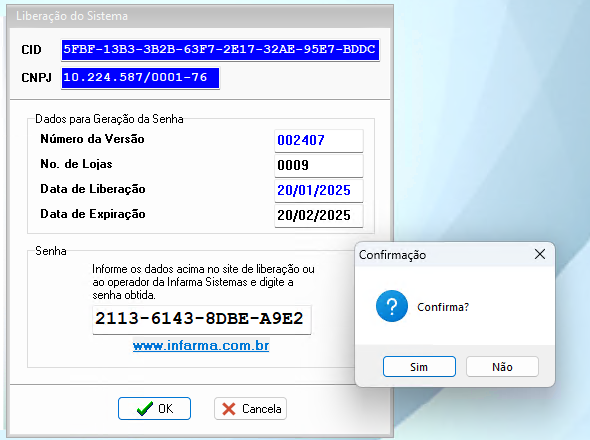 Liberação do Sistema
CID 5FBF-13B3-3B2B-63F7-2E17-32AE-95E7-BDDC
CNPJ 10.224.587/0001-76
Dados para Geração da Senha
Número da Versão 002407
No. de Lojas 0009
Data de Liberação 20/01/2025
Data de Expiração 20/02/2025
Senha
Informe os dados acima no site de liberação ou
ao operador da Infarma Sistemas e digite a
senha obtida.
2113-6143-8DBE-A9E2
www.infarma.com.br
OK Cancela
Confirmação
Confirma?
Sim Não